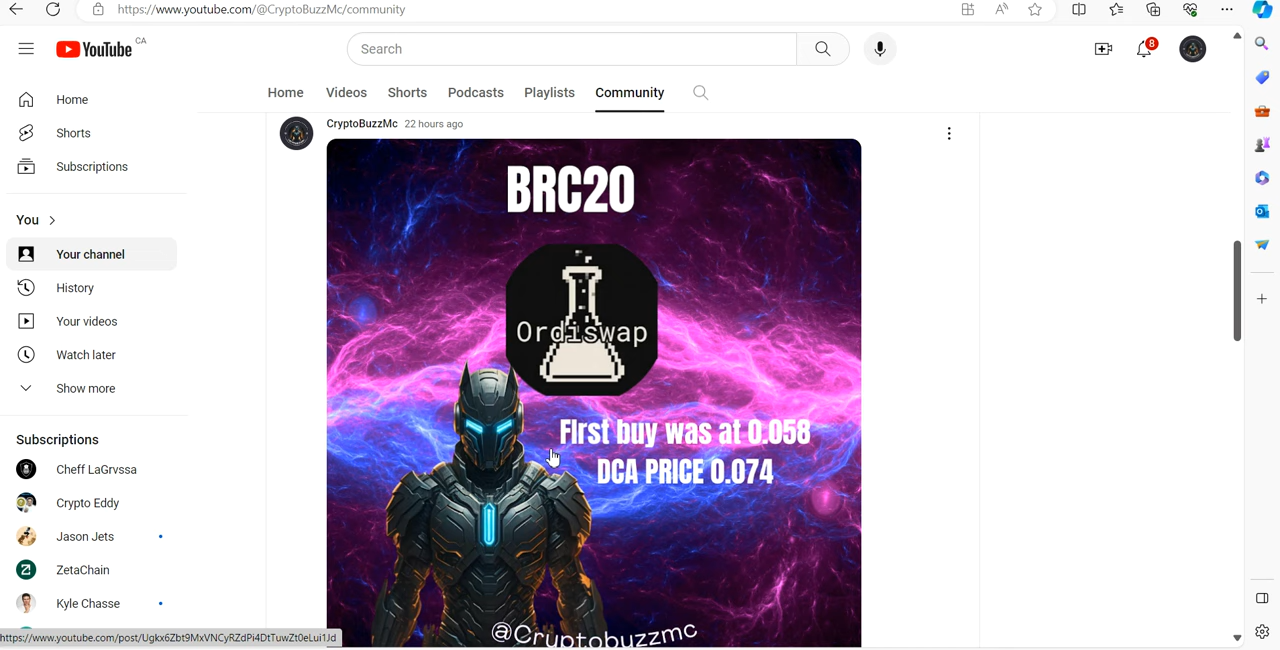 https://www.youtube.com/@CryptoBuzzMc/community
YouTube CA
Search
8
Home
Videos
Shorts
Podcasts
Playlists
Community
Home
Shorts
Subscriptions
You
Your channel
History
Your videos
Watch later
Show more
Subscriptions
Cheff LaGrvssa
Crypto Eddy
Jason Jets
ZetaChain
Kyle Chasse
CryptoBuzzMc 22 hours ago
BRC20
Ordiswap
FIrst buy was at 0.058
DCA PRICE 0.074
@Cryptobuzzmc
https://www.youtube.com/post/Ugkx6Zbt9MxVNCyRZdPi4DtTuwZt0eLui1Jd